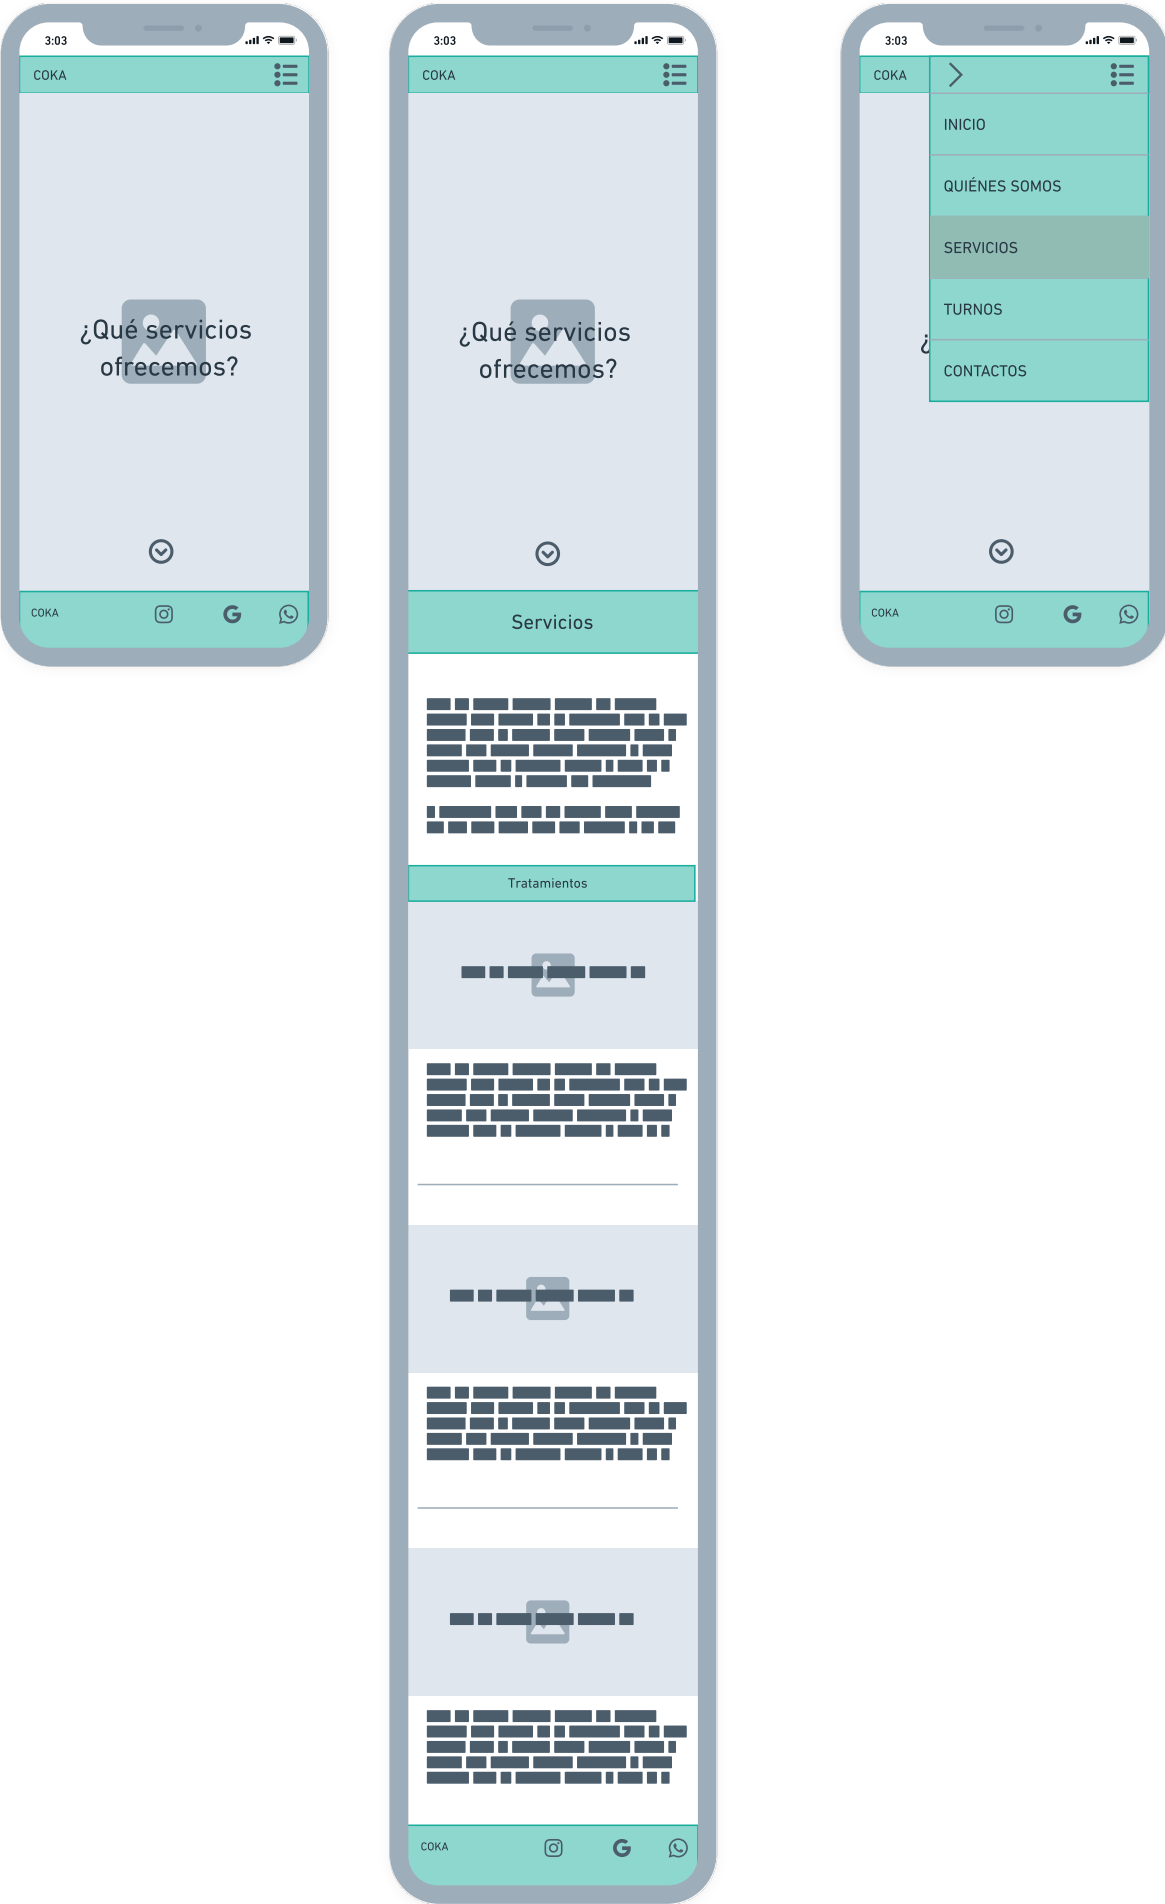 3:03
COKA
¿Qué servicios
ofrecemos?
COKA
3:03
COKA
¿Qué servicios
ofrecemos?
Servicios
Tratamientos
COKA
3:03
COKA
INICIO
QUIÉNES SOMOS
SERVICIOS
TURNOS
¿
CONTACTOS
COKA